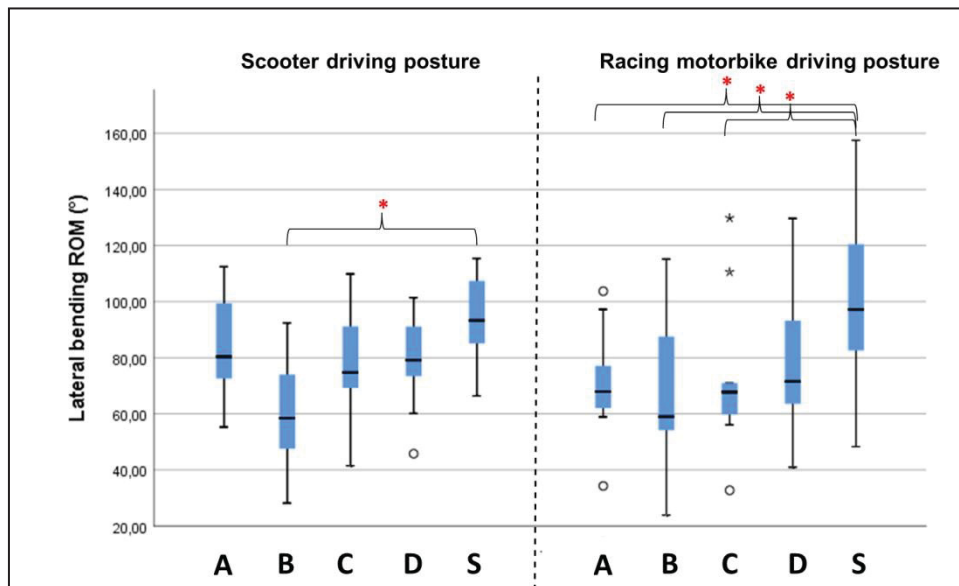 Scooter driving posture
Racing motorbike driving posture
* * *
160,00
140,00
*
120,00
*
*
100,00
80,00
60,00
40,00
20,00
Lateral bending ROM (°)
A B C D S
A B C D S